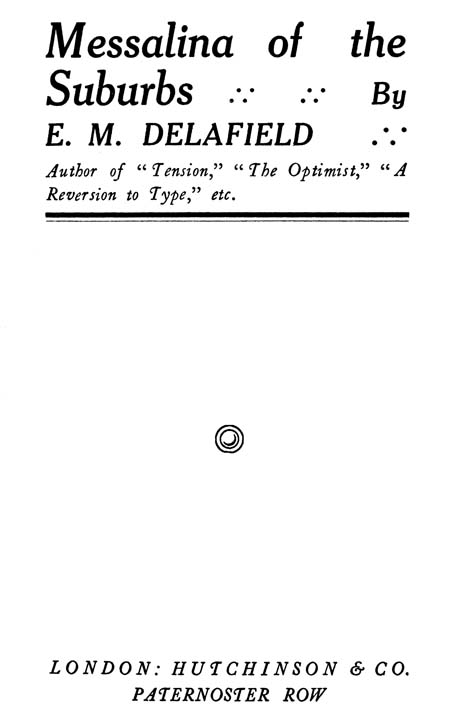 Messalina of the
Suburbs ∴ ∵ By
E. M. DELAFIELD ∴
Author of “Tension,” “The Optimist,” “A
Reversion to Type,” etc.
LONDON: HUTCHINSON & CO.
PATERNOSTER ROW